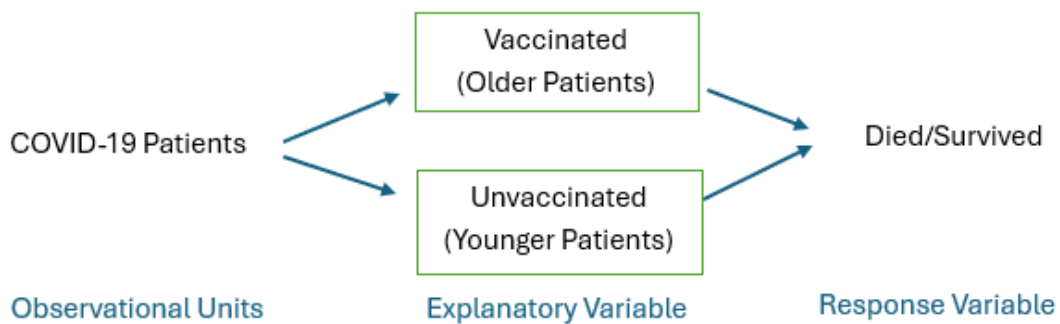 Vaccinated
(Older Patients)
COVID-19 Patients
Died/Survived
Unvaccinated
(Younger Patients)
Observational Units
Explanatory Variable
Response Variable